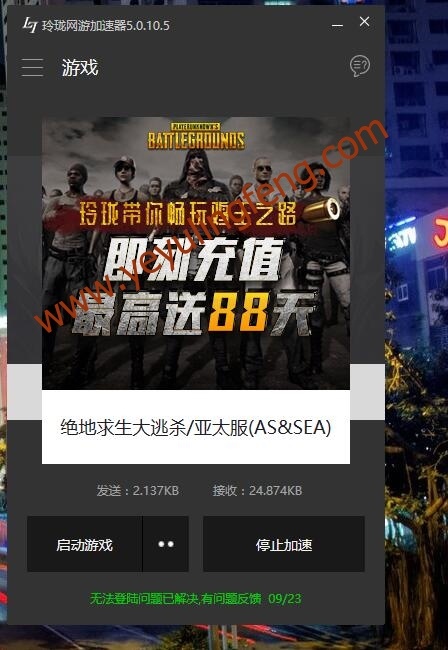 LT 玲珑网游加速器5.0.10.5
游戏
PLAYERUNKNOWN'S
BATTLEGROUNDS
玲珑带你畅玩强者之路
即刻充值
最高送88天
www.yeyulingfeng.com
绝地求生大逃杀/亚太服(AS&SEA)
发送：2.137KB 接收：24.874KB
启动游戏 停止加速
无法登陆问题已解决,有问题反馈 09/23